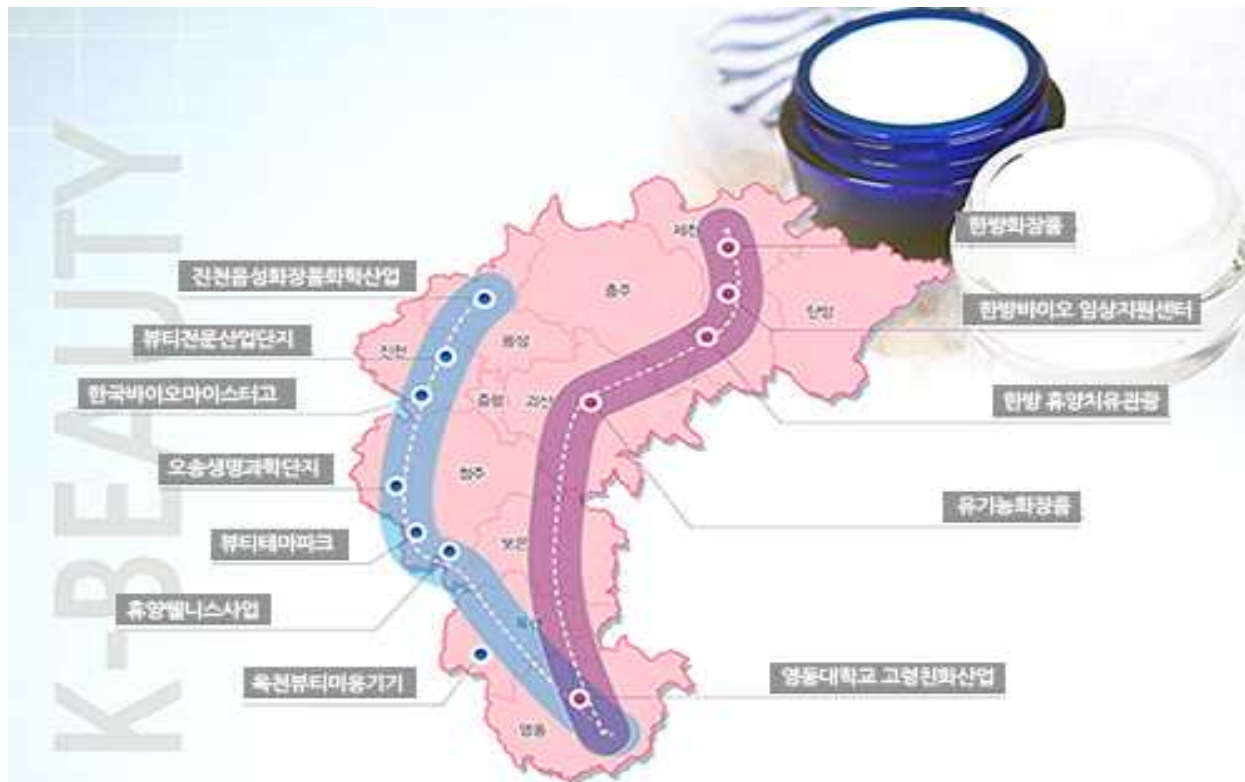 K-BEAUTY
진천음성화장품화학산업
뷰티전문산업단지
한국바이오마이스터고
오송생명과학단지
뷰티테마파크
휴양웰니스사업
옥천뷰티미용기기
한방화장품
한방바이오 임상지원센터
한방 휴양치유관광
유기농화장품
영동대학교 고령친화산업
제천
충주
단양
음성
진천
증평
괴산
청주
보은
영동